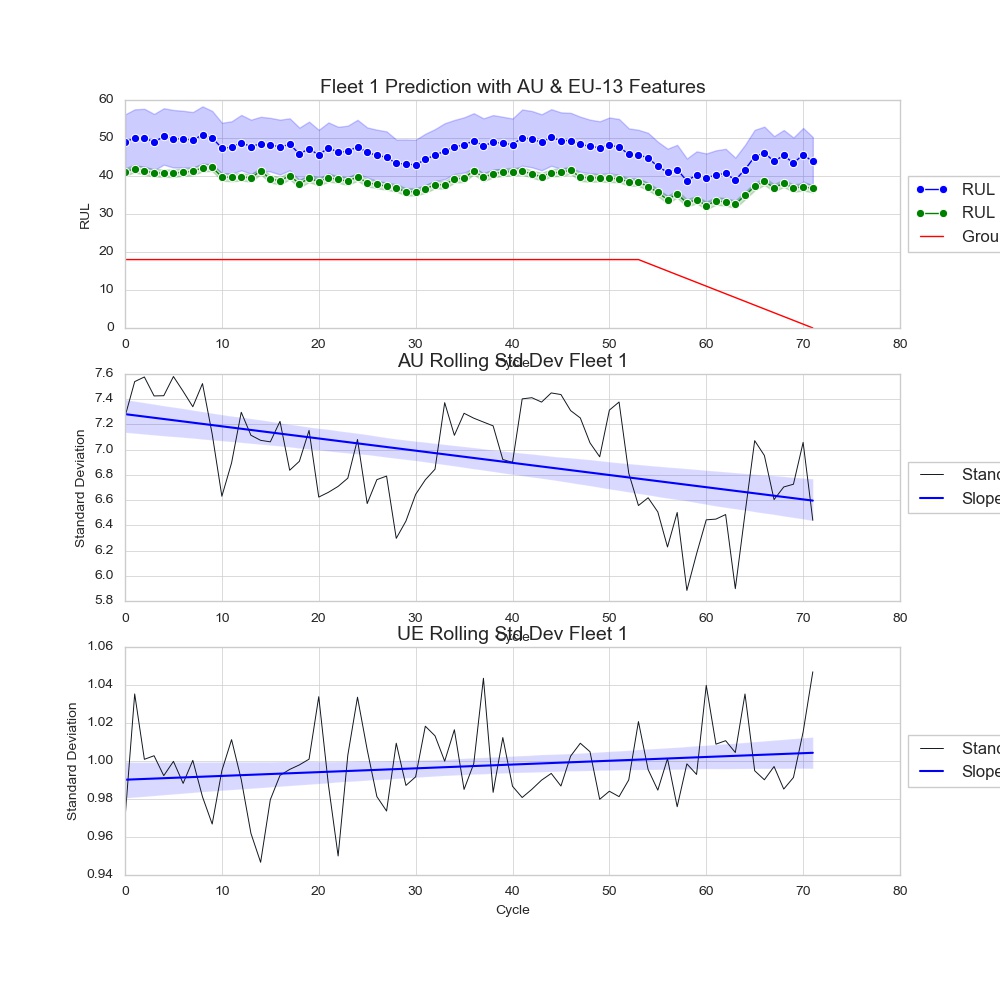 Fleet 1 Prediction with AU & EU-13 Features
60
50
40
30
20
10
0
RUL
0 10 20 30 40 50 60 70 80
Cycle
RUL
RUL
Grou
AU Rolling Std Dev Fleet 1
7.6
7.4
7.2
7.0
6.8
6.6
6.4
6.2
6.0
5.8
Standard Deviation
0 10 20 30 40 50 60 70 80
Cycle
Stand
Slope
UE Rolling Std Dev Fleet 1
1.06
1.04
1.02
1.00
0.98
0.96
0.94
Standard Deviation
0 10 20 30 40 50 60 70 80
Cycle
Stand
Slope